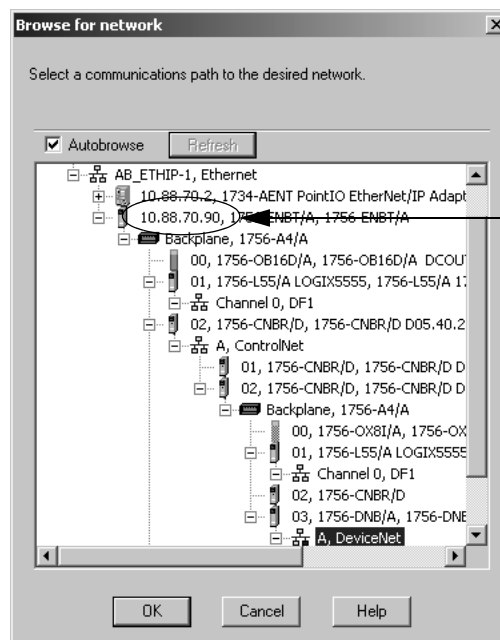 Browse for network
Select a communications path to the desired network.
Autobrowse Refresh
AB_ETHIP-1, Ethernet
10.88.70.2, 1734-AENT PointIO EtherNet/IP Adapt
10.88.70.90, 1756-ENBT/A, 1756-ENBT/A
Backplane, 1756-A4/A
00, 1756-OB16D/A, 1756-OB16D/A DCOU
01, 1756-L55/A LOGIX5555, 1756-L55/A 1
Channel 0, DF1
02, 1756-CNBR/D, 1756-CNBR/D D05.40.2
A, ControlNet
01, 1756-CNBR/D, 1756-CNBR/D D
02, 1756-CNBR/D, 1756-CNBR/D D
Backplane, 1756-A4/A
00, 1756-OX8I/A, 1756-OX
01, 1756-L55/A LOGIX5555
Channel 0, DF1
02, 1756-CNBR/D
03, 1756-DNB/A, 1756-DNB
A, DeviceNet
OK Cancel Help